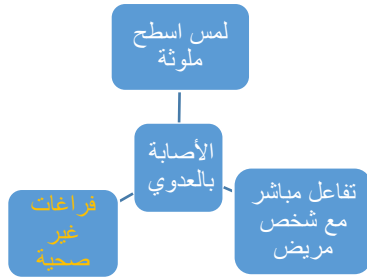 لمس اسطح
ملوثة
الأصابة
بالعدوي
تفاعل مباشر
مع شخص
مريض
فراغات
غير
صحية